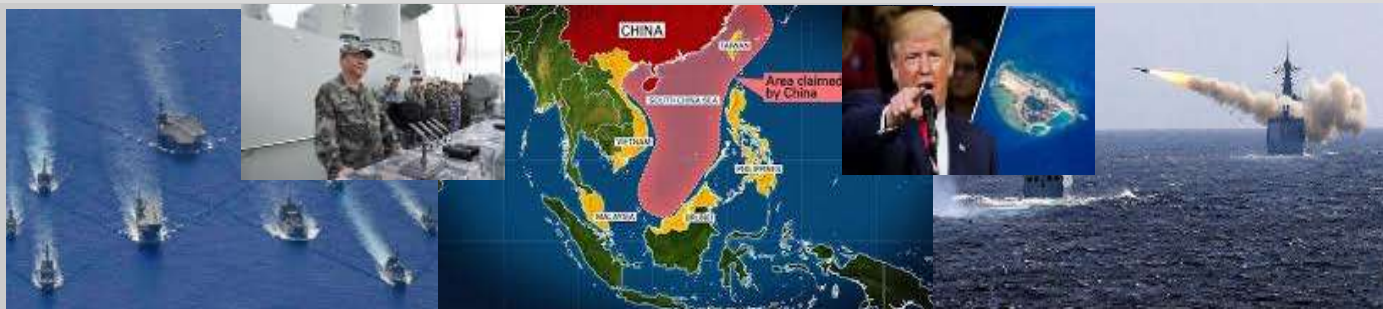 CHINA
TAIWAN
Area claimed
by China
SOUTH CHINA SEA
VIETNAM
PHILIPPINES
MALAYSIA
BRUNEI